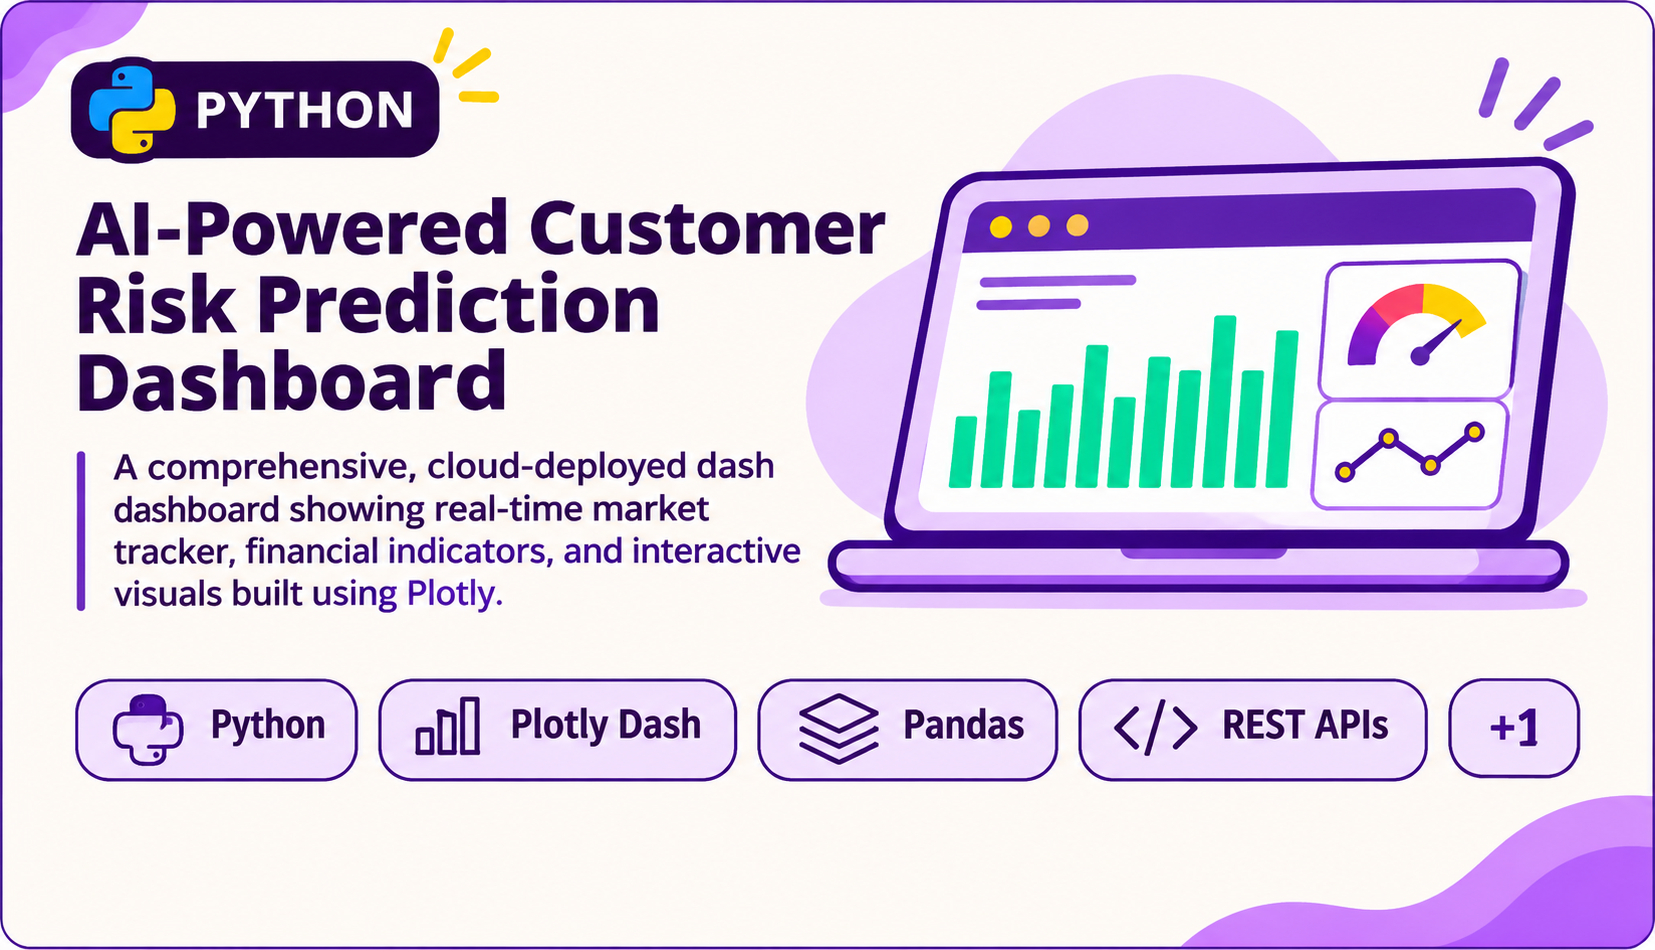 PYTHON
AI-Powered Customer
Risk Prediction
Dashboard
A comprehensive, cloud-deployed dash
dashboard showing real-time market
tracker, financial indicators, and interactive
visuals built using Plotly.
Python
Plotly Dash
Pandas
</> REST APIs
+1